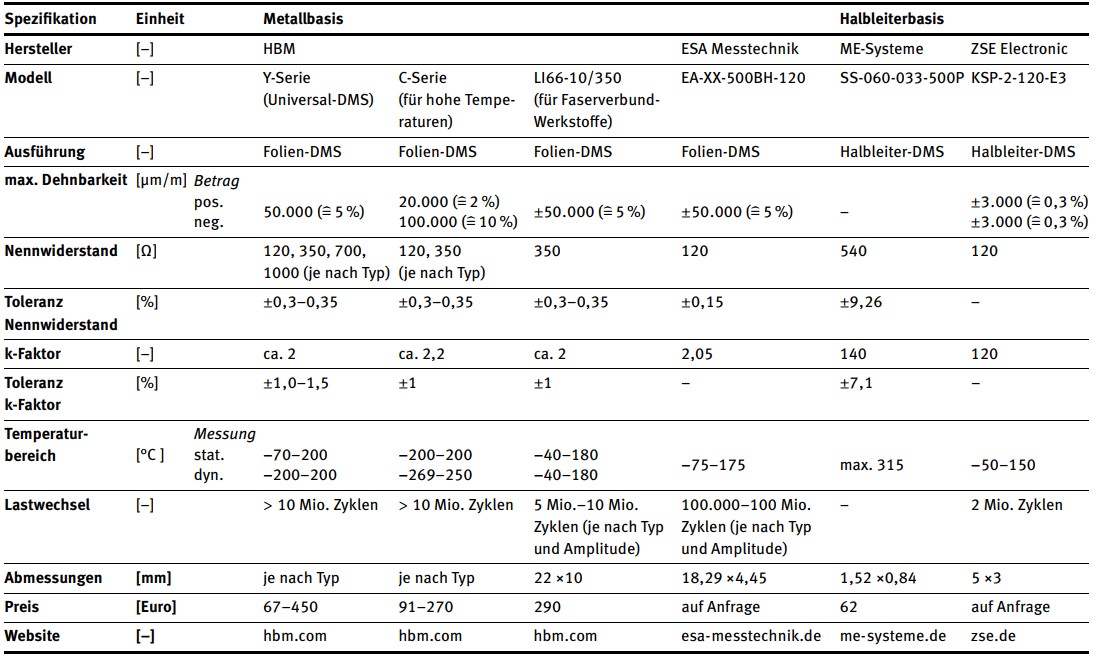 Spezifikation Einheit Metallbasis Halbleiterbasis
Hersteller [–] HBM ESA Messtechnik ME-Systeme ZSE Electronic
Modell [–] Y-Serie C-Serie LI66-10/350 EA-XX-500BH-120 SS-060-033-500P KSP-2-120-E3
(Universal-DMS) (für hohe Tempe- (für Faserverbund-
raturen) Werkstoffe)
Ausführung [–] Folien-DMS Folien-DMS Folien-DMS Folien-DMS Halbleiter-DMS Halbleiter-DMS
max. Dehnbarkeit [µm/m] Betrag
pos. 50.000 (≙ 5 %) 20.000 (≙ 2 %) ±50.000 (≙ 5 %) ±50.000 (≙ 5 %) – ±3.000 (≙ 0,3 %)
neg. 100.000 (≙ 10 %) ±3.000 (≙ 0,3 %)
Nennwiderstand [Ω] 120, 350, 700, 120, 350 350 120 540 120
1000 (je nach Typ) (je nach Typ)
Toleranz [%] ±0,3–0,35 ±0,3–0,35 ±0,3–0,35 ±0,15 ±9,26 –
Nennwiderstand
k-Faktor [–] ca. 2 ca. 2,2 ca. 2 2,05 140 120
Toleranz [%] ±1,0–1,5 ±1 ±1 – ±7,1 –
k-Faktor
Temperatur- Messung
bereich [°C ] stat. –70–200 –200–200 –40–180 –75–175 max. 315 –50–150
dyn. –200–200 –269–250 –40–180
Lastwechsel [–] > 10 Mio. Zyklen > 10 Mio. Zyklen 5 Mio.–10 Mio. 100.000–100 Mio. – 2 Mio. Zyklen
Zyklen (je nach Typ Zyklen (je nach Typ
und Amplitude) und Amplitude)
Abmessungen [mm] je nach Typ je nach Typ 22 ×10 18,29 ×4,45 1,52 ×0,84 5 ×3
Preis [Euro] 67–450 91–270 290 auf Anfrage 62 auf Anfrage
Website [–] hbm.com hbm.com hbm.com esa-messtechnik.de me-systeme.de zse.de